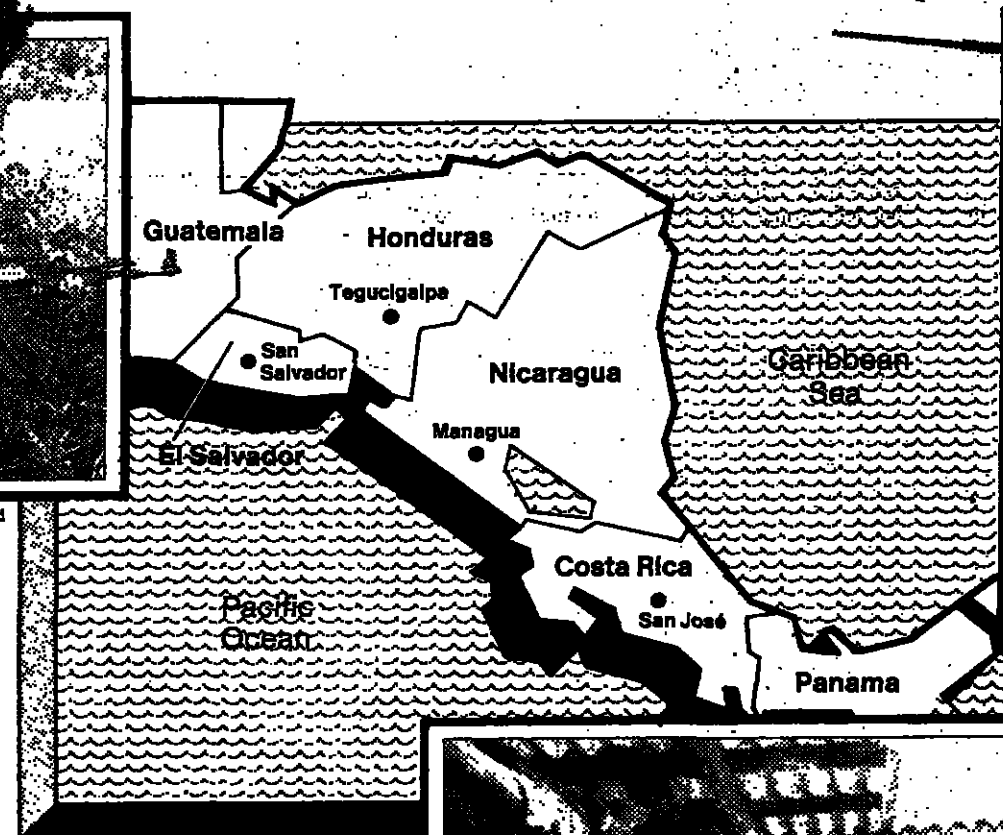 Guatemala
Honduras
Tegucigalpa
San
Salvador
Nicaragua
Caribbean
Sea
Managua
El Salvador
Costa Rica
Pacific
Ocean
San José
Panama